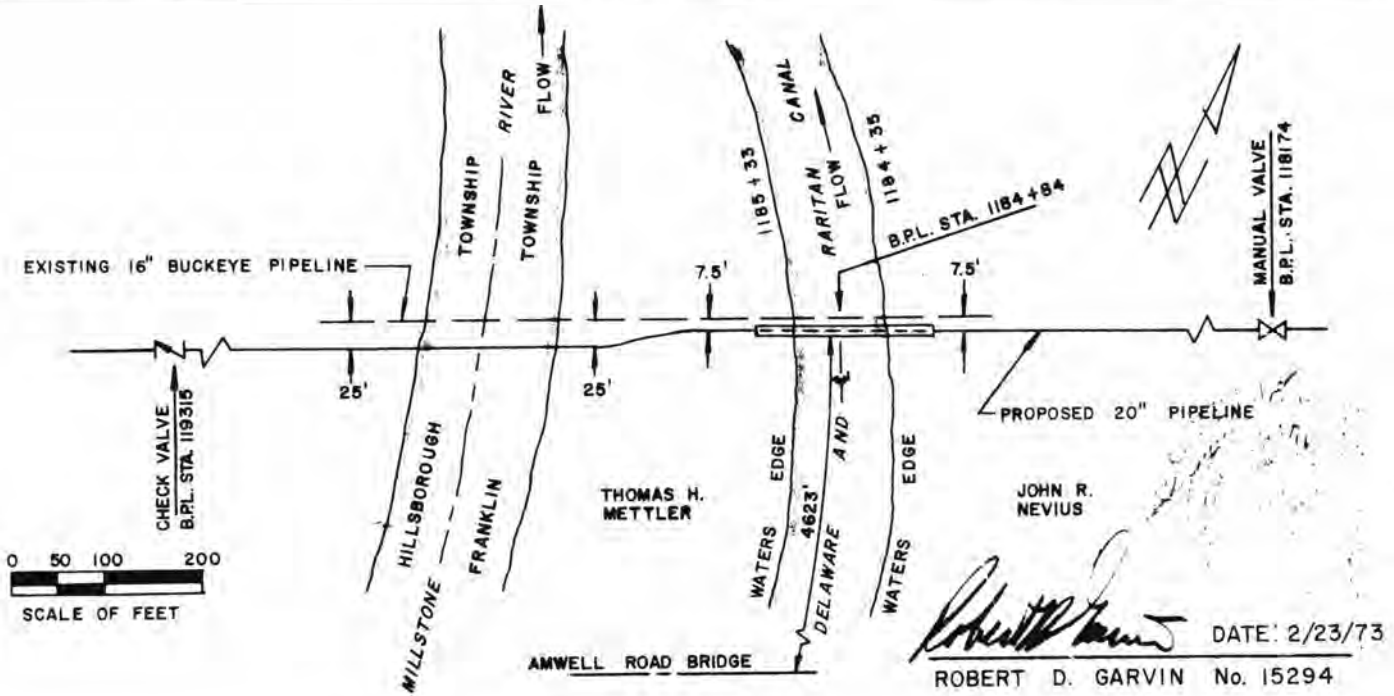 EXISTING 16" BUCKEYE PIPELINE
25'
25'
CHECK VALVE
B.P.L. STA. 119315
HILLSBOROUGH
TOWNSHIP
MILLSTONE
RIVER
FRANKLIN
TOWNSHIP
FLOW
THOMAS H.
METTLER
7.5'
1185 + 33
WATERS
EDGE
4623'
DELAWARE
AND
RARITAN
CANAL
FLOW
1184 + 35
WATERS
EDGE
B.P.L. STA. 1184+84
7.5'
MANUAL VALVE
B.P.L. STA. 118174
PROPOSED 20" PIPELINE
JOHN R.
NEVIUS
0 50 100 200
SCALE OF FEET
AMWELL ROAD BRIDGE
DATE: 2/23/73
ROBERT D. GARVIN No. 15294